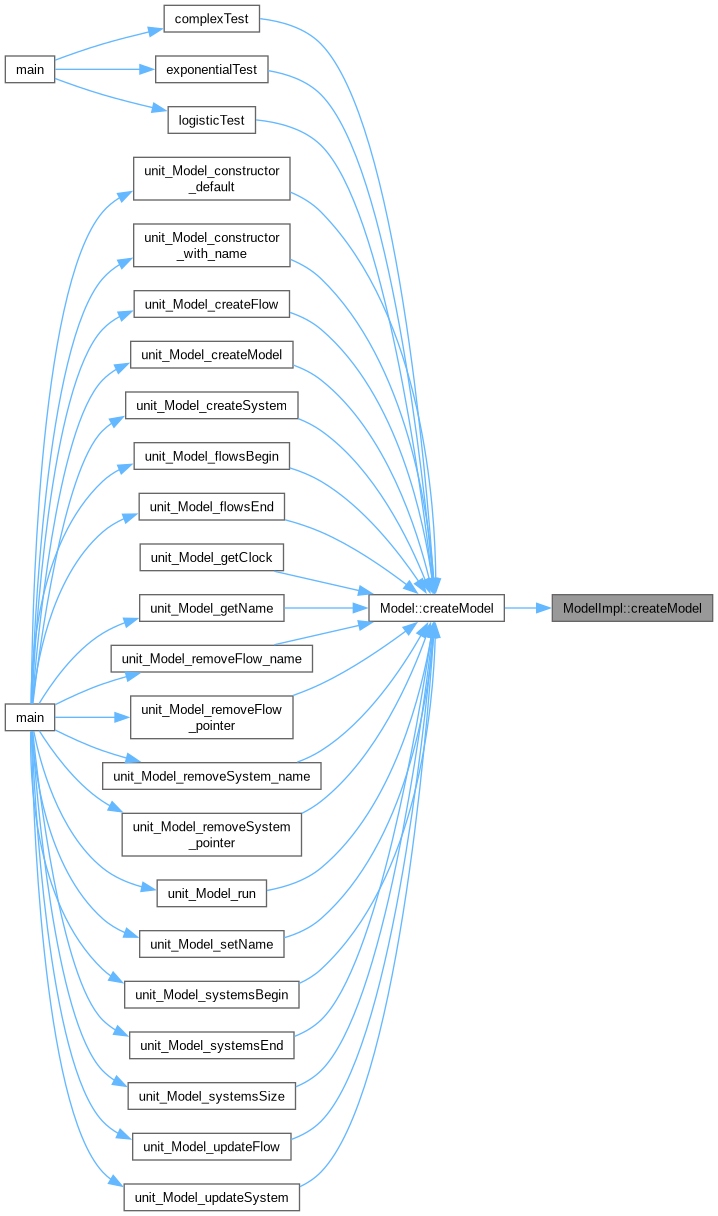 complexTest
main
exponentialTest
logisticTest
unit_Model_constructor
_default
unit_Model_constructor
_with_name
unit_Model_createFlow
unit_Model_createModel
unit_Model_createSystem
unit_Model_flowsBegin
unit_Model_flowsEnd
unit_Model_getClock
unit_Model_getName
Model::createModel
ModelImpl::createModel
unit_Model_removeFlow_name
main
unit_Model_removeFlow
_pointer
unit_Model_removeSystem_name
unit_Model_removeSystem
_pointer
unit_Model_run
unit_Model_setName
unit_Model_systemsBegin
unit_Model_systemsEnd
unit_Model_systemsSize
unit_Model_updateFlow
unit_Model_updateSystem